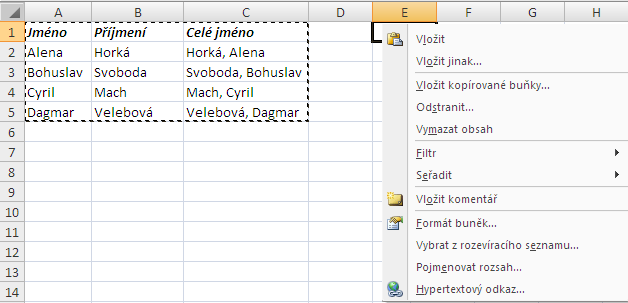 A B C D E F G H
1 Jméno Příjmení Celé jméno
2 Alena Horká Horká, Alena
3 Bohuslav Svoboda Svoboda, Bohuslav
4 Cyril Mach Mach, Cyril
5 Dagmar Velebová Velebová, Dagmar
6
7
8
9
10
11
12
13
14
Vložit
Vložit jinak...
Vložit kopírované buňky...
Odstranit...
Vymazat obsah
Filtr
Seřadit
Vložit komentář
Formát buněk...
Vybrat z rozevíracího seznamu...
Pojmenovat rozsah...
Hypertextový odkaz...